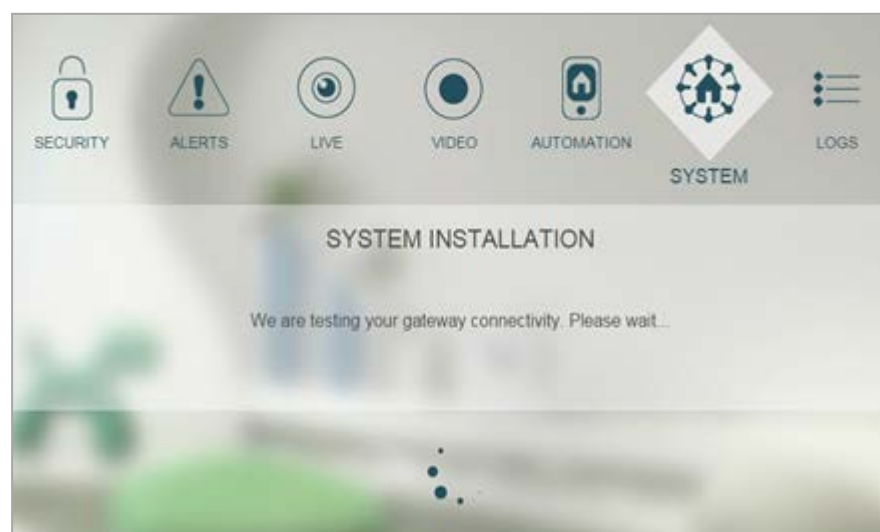 SECURITY
ALERTS
LIVE
VIDEO
AUTOMATION
SYSTEM
LOGS
SYSTEM INSTALLATION
We are testing your gateway connectivity. Please wait...